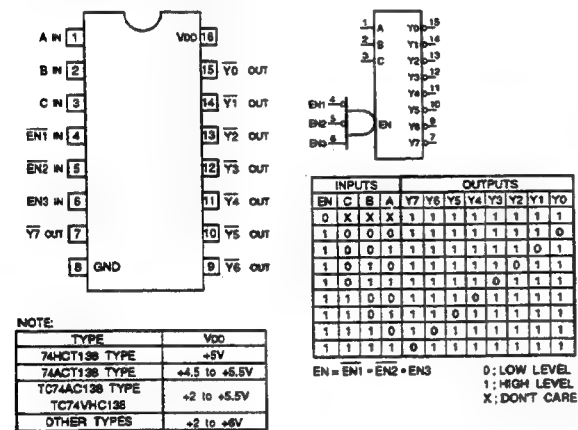 A IN 1
B IN 2
C IN 3
EN1 IN 4
EN2 IN 5
EN3 IN 6
Y7 OUT 7
8 GND
VDD 16
15 Y0 OUT
14 Y1 OUT
13 Y2 OUT
12 Y3 OUT
11 Y4 OUT
10 Y5 OUT
9 Y6 OUT
1 A Y0 15
2 B Y1 14
3 C Y2 13
Y3 12
Y4 11
EN1 4 Y5 10
EN2 5 EN Y6 9
EN3 6 Y7 7
INPUTS OUTPUTS
EN C B A Y7 Y6 Y5 Y4 Y3 Y2 Y1 Y0
0 X X X 1 1 1 1 1 1 1 1
1 0 0 0 1 1 1 1 1 1 1 0
1 0 0 1 1 1 1 1 1 1 0 1
1 0 1 0 1 1 1 1 1 0 1 1
1 0 1 1 1 1 1 1 0 1 1 1
1 1 0 0 1 1 1 0 1 1 1 1
1 1 0 1 1 1 0 1 1 1 1 1
1 1 1 0 1 0 1 1 1 1 1 1
1 1 1 1 0 1 1 1 1 1 1 1
EN = EN1 • EN2 • EN3
0 ; LOW LEVEL
1 ; HIGH LEVEL
X ; DON'T CARE
NOTE:
TYPE VDD
74HCT138 TYPE +5V
74ACT138 TYPE +4.5 to +5.5V
TC74AC138 TYPE
TC74VHC138 +2 to +5.5V
OTHER TYPES +2 to +6V